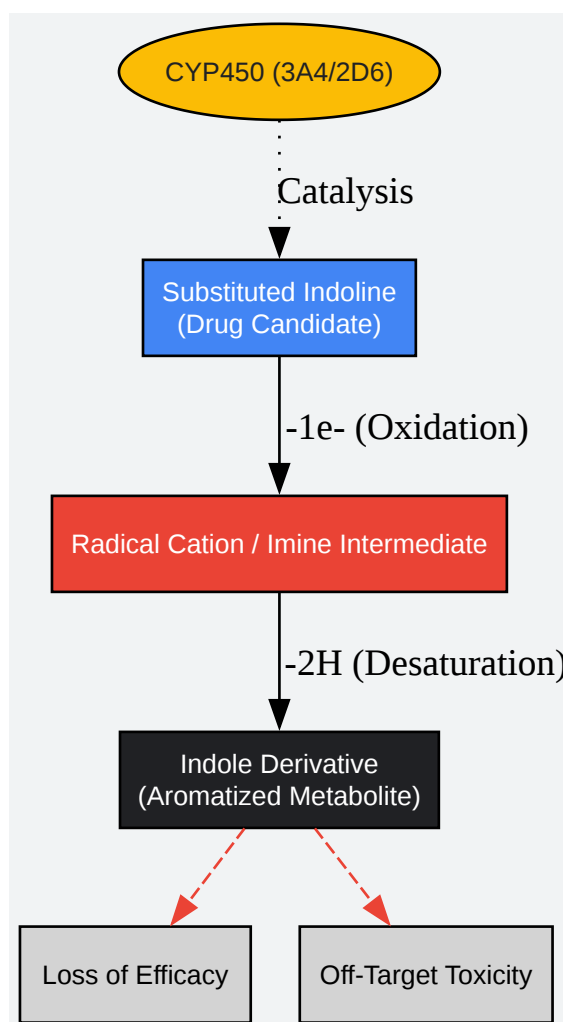 CYP450 (3A4/2D6)
Catalysis
Substituted Indoline
(Drug Candidate)
-1e- (Oxidation)
Radical Cation / Imine Intermediate
-2H (Desaturation)
Indole Derivative
(Aromatized Metabolite)
Loss of Efficacy
Off-Target Toxicity